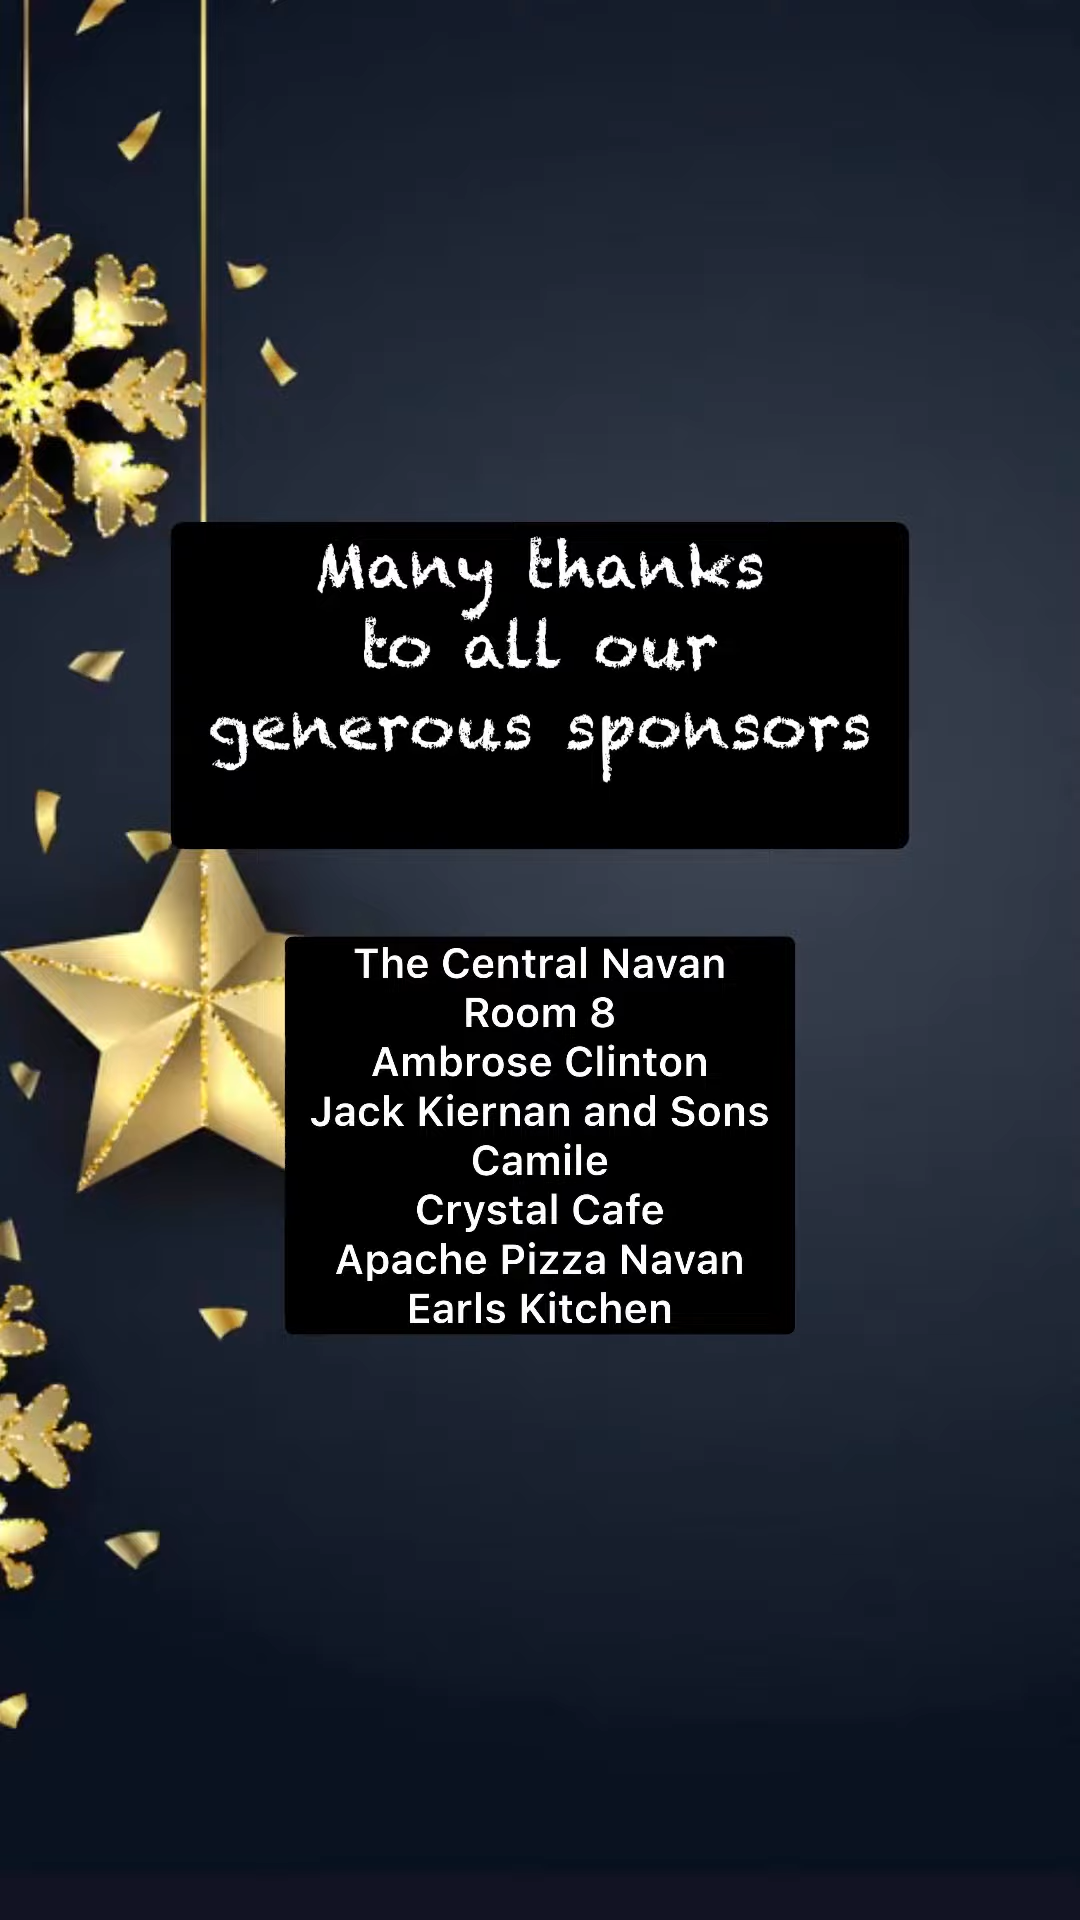 Many thanks
to all our
generous sponsors
The Central Navan
Room 8
Ambrose Clinton
Jack Kiernan and Sons
Camile
Crystal Cafe
Apache Pizza Navan
Earls Kitchen